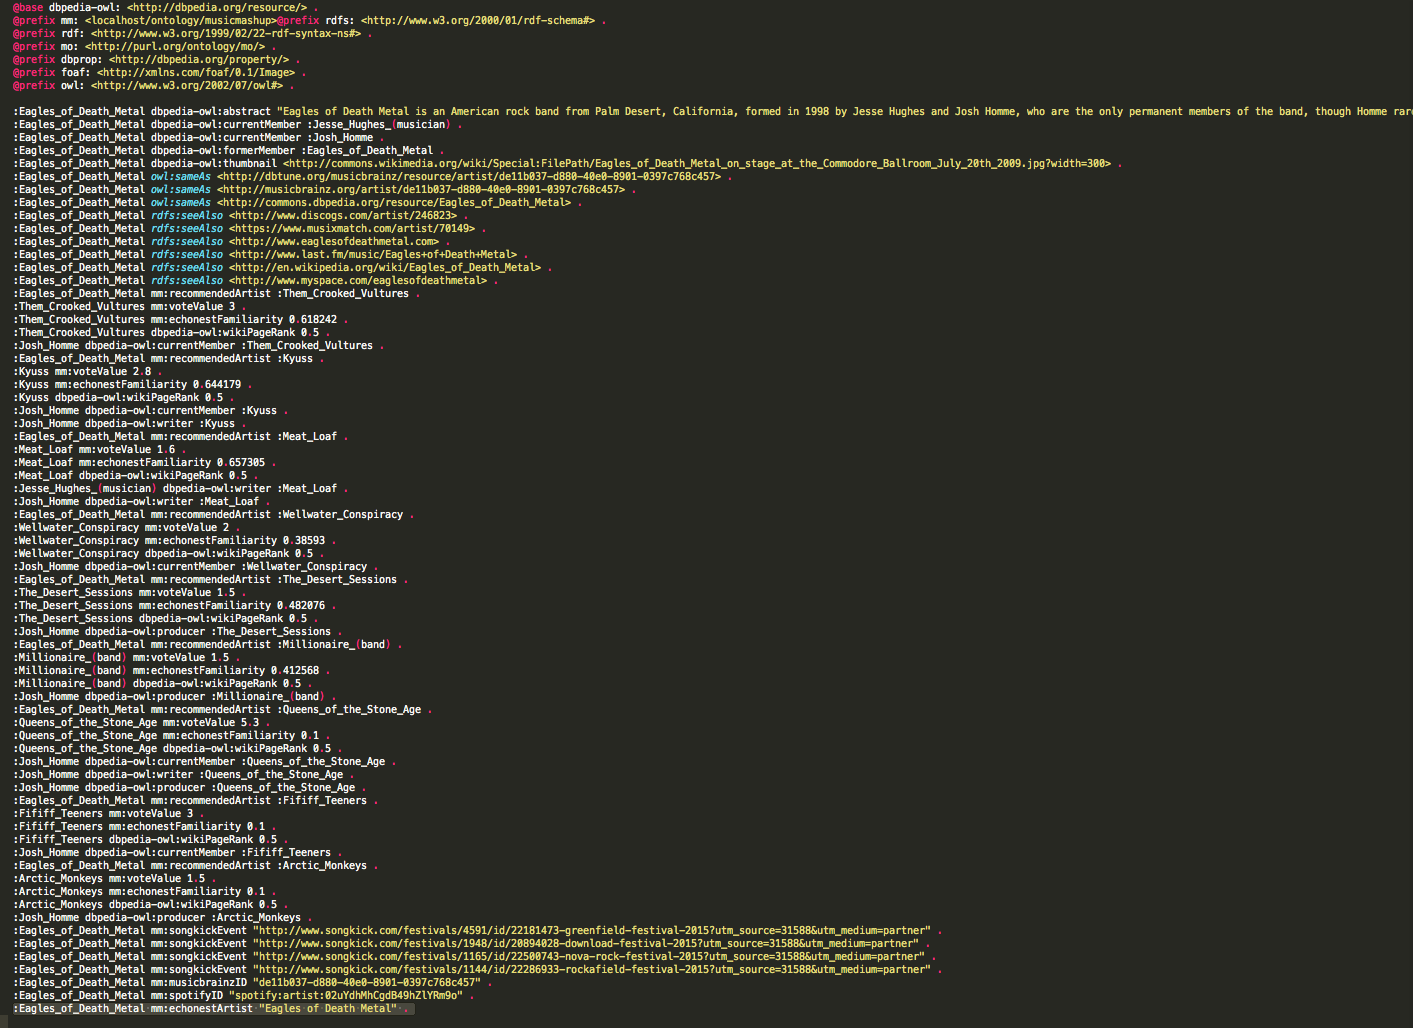 @base dbpedia-owl: <http://dbpedia.org/resource/> .
@prefix mm: <localhost/ontology/musicmashup>@prefix rdfs: <http://www.w3.org/2000/01/rdf-schema#> .
@prefix rdf: <http://www.w3.org/1999/02/22-rdf-syntax-ns#> .
@prefix mo: <http://purl.org/ontology/mo/> .
@prefix dbprop: <http://dbpedia.org/property/> .
@prefix foaf: <http://xmlns.com/foaf/0.1/Image> .
@prefix owl: <http://www.w3.org/2002/07/owl#> .
:Eagles_of_Death_Metal dbpedia-owl:abstract "Eagles of Death Metal is an American rock band from Palm Desert, California, formed in 1998 by Jesse Hughes and Josh Homme, who are the only permanent members of the band, though Homme rar
:Eagles_of_Death_Metal dbpedia-owl:currentMember :Jesse_Hughes_(musician) .
:Eagles_of_Death_Metal dbpedia-owl:currentMember :Josh_Homme .
:Eagles_of_Death_Metal dbpedia-owl:formerMember :Eagles_of_Death_Metal .
:Eagles_of_Death_Metal dbpedia-owl:thumbnail <http://commons.wikimedia.org/wiki/Special:FilePath/Eagles_of_Death_Metal_on_stage_at_the_Commodore_Ballroom_July_20th_2009.jpg?width=300> .
:Eagles_of_Death_Metal owl:sameAs <http://dbtune.org/musicbrainz/resource/artist/de11b037-d880-40e0-8901-0397c768c457> .
:Eagles_of_Death_Metal owl:sameAs <http://musicbrainz.org/artist/de11b037-d880-40e0-8901-0397c768c457> .
:Eagles_of_Death_Metal owl:sameAs <http://commons.dbpedia.org/resource/Eagles_of_Death_Metal> .
:Eagles_of_Death_Metal rdfs:seeAlso <http://www.discogs.com/artist/246823> .
:Eagles_of_Death_Metal rdfs:seeAlso <https://www.musixmatch.com/artist/70149> .
:Eagles_of_Death_Metal rdfs:seeAlso <http://www.eaglesofdeathmetal.com> .
:Eagles_of_Death_Metal rdfs:seeAlso <http://www.last.fm/music/Eagles+of+Death+Metal> .
:Eagles_of_Death_Metal rdfs:seeAlso <http://en.wikipedia.org/wiki/Eagles_of_Death_Metal> .
:Eagles_of_Death_Metal rdfs:seeAlso <http://www.myspace.com/eaglesofdeathmetal> .
:Eagles_of_Death_Metal mm:recommendedArtist :Them_Crooked_Vultures .
:Them_Crooked_Vultures mm:voteValue 3 .
:Them_Crooked_Vultures mm:echonestFamiliarity 0.618242 .
:Them_Crooked_Vultures dbpedia-owl:wikiPageRank 0.5 .
:Josh_Homme dbpedia-owl:currentMember :Them_Crooked_Vultures .
:Eagles_of_Death_Metal mm:recommendedArtist :Kyuss .
:Kyuss mm:voteValue 2.8 .
:Kyuss mm:echonestFamiliarity 0.644179 .
:Kyuss dbpedia-owl:wikiPageRank 0.5 .
:Josh_Homme dbpedia-owl:currentMember :Kyuss .
:Josh_Homme dbpedia-owl:writer :Kyuss .
:Eagles_of_Death_Metal mm:recommendedArtist :Meat_Loaf .
:Meat_Loaf mm:voteValue 1.6 .
:Meat_Loaf mm:echonestFamiliarity 0.657305 .
:Meat_Loaf dbpedia-owl:wikiPageRank 0.5 .
:Jesse_Hughes_(musician) dbpedia-owl:writer :Meat_Loaf .
:Josh_Homme dbpedia-owl:writer :Meat_Loaf .
:Eagles_of_Death_Metal mm:recommendedArtist :Wellwater_Conspiracy .
:Wellwater_Conspiracy mm:voteValue 2 .
:Wellwater_Conspiracy mm:echonestFamiliarity 0.38593 .
:Wellwater_Conspiracy dbpedia-owl:wikiPageRank 0.5 .
:Josh_Homme dbpedia-owl:currentMember :Wellwater_Conspiracy .
:Eagles_of_Death_Metal mm:recommendedArtist :The_Desert_Sessions .
:The_Desert_Sessions mm:voteValue 1.5 .
:The_Desert_Sessions mm:echonestFamiliarity 0.482076 .
:The_Desert_Sessions dbpedia-owl:wikiPageRank 0.5 .
:Josh_Homme dbpedia-owl:producer :The_Desert_Sessions .
:Eagles_of_Death_Metal mm:recommendedArtist :Millionaire_(band) .
:Millionaire_(band) mm:voteValue 1.5 .
:Millionaire_(band) mm:echonestFamiliarity 0.412568 .
:Millionaire_(band) dbpedia-owl:wikiPageRank 0.5 .
:Josh_Homme dbpedia-owl:producer :Millionaire_(band) .
:Eagles_of_Death_Metal mm:recommendedArtist :Queens_of_the_Stone_Age .
:Queens_of_the_Stone_Age mm:voteValue 5.3 .
:Queens_of_the_Stone_Age mm:echonestFamiliarity 0.1 .
:Queens_of_the_Stone_Age dbpedia-owl:wikiPageRank 0.5 .
:Josh_Homme dbpedia-owl:currentMember :Queens_of_the_Stone_Age .
:Josh_Homme dbpedia-owl:writer :Queens_of_the_Stone_Age .
:Josh_Homme dbpedia-owl:producer :Queens_of_the_Stone_Age .
:Eagles_of_Death_Metal mm:recommendedArtist :Fififf_Teeners .
:Fififf_Teeners mm:voteValue 3 .
:Fififf_Teeners mm:echonestFamiliarity 0.1 .
:Fififf_Teeners dbpedia-owl:wikiPageRank 0.5 .
:Josh_Homme dbpedia-owl:currentMember :Fififf_Teeners .
:Eagles_of_Death_Metal mm:recommendedArtist :Arctic_Monkeys .
:Arctic_Monkeys mm:voteValue 1.5 .
:Arctic_Monkeys mm:echonestFamiliarity 0.1 .
:Arctic_Monkeys dbpedia-owl:wikiPageRank 0.5 .
:Josh_Homme dbpedia-owl:producer :Arctic_Monkeys .
:Eagles_of_Death_Metal mm:songkickEvent "http://www.songkick.com/festivals/4591/id/22181473-greenfield-festival-2015?utm_source=31588&utm_medium=partner" .
:Eagles_of_Death_Metal mm:songkickEvent "http://www.songkick.com/festivals/1948/id/20894028-download-festival-2015?utm_source=31588&utm_medium=partner" .
:Eagles_of_Death_Metal mm:songkickEvent "http://www.songkick.com/festivals/1165/id/22500743-nova-rock-festival-2015?utm_source=31588&utm_medium=partner" .
:Eagles_of_Death_Metal mm:songkickEvent "http://www.songkick.com/festivals/1144/id/22286933-rockafield-festival-2015?utm_source=31588&utm_medium=partner" .
:Eagles_of_Death_Metal mm:musicbrainzID "de11b037-d880-40e0-8901-0397c768c457" .
:Eagles_of_Death_Metal mm:spotifyID "spotify:artist:02uYdhMhCgdB49hZlYRm9o" .
:Eagles_of_Death_Metal mm:echonestArtist "Eagles of Death Metal" .